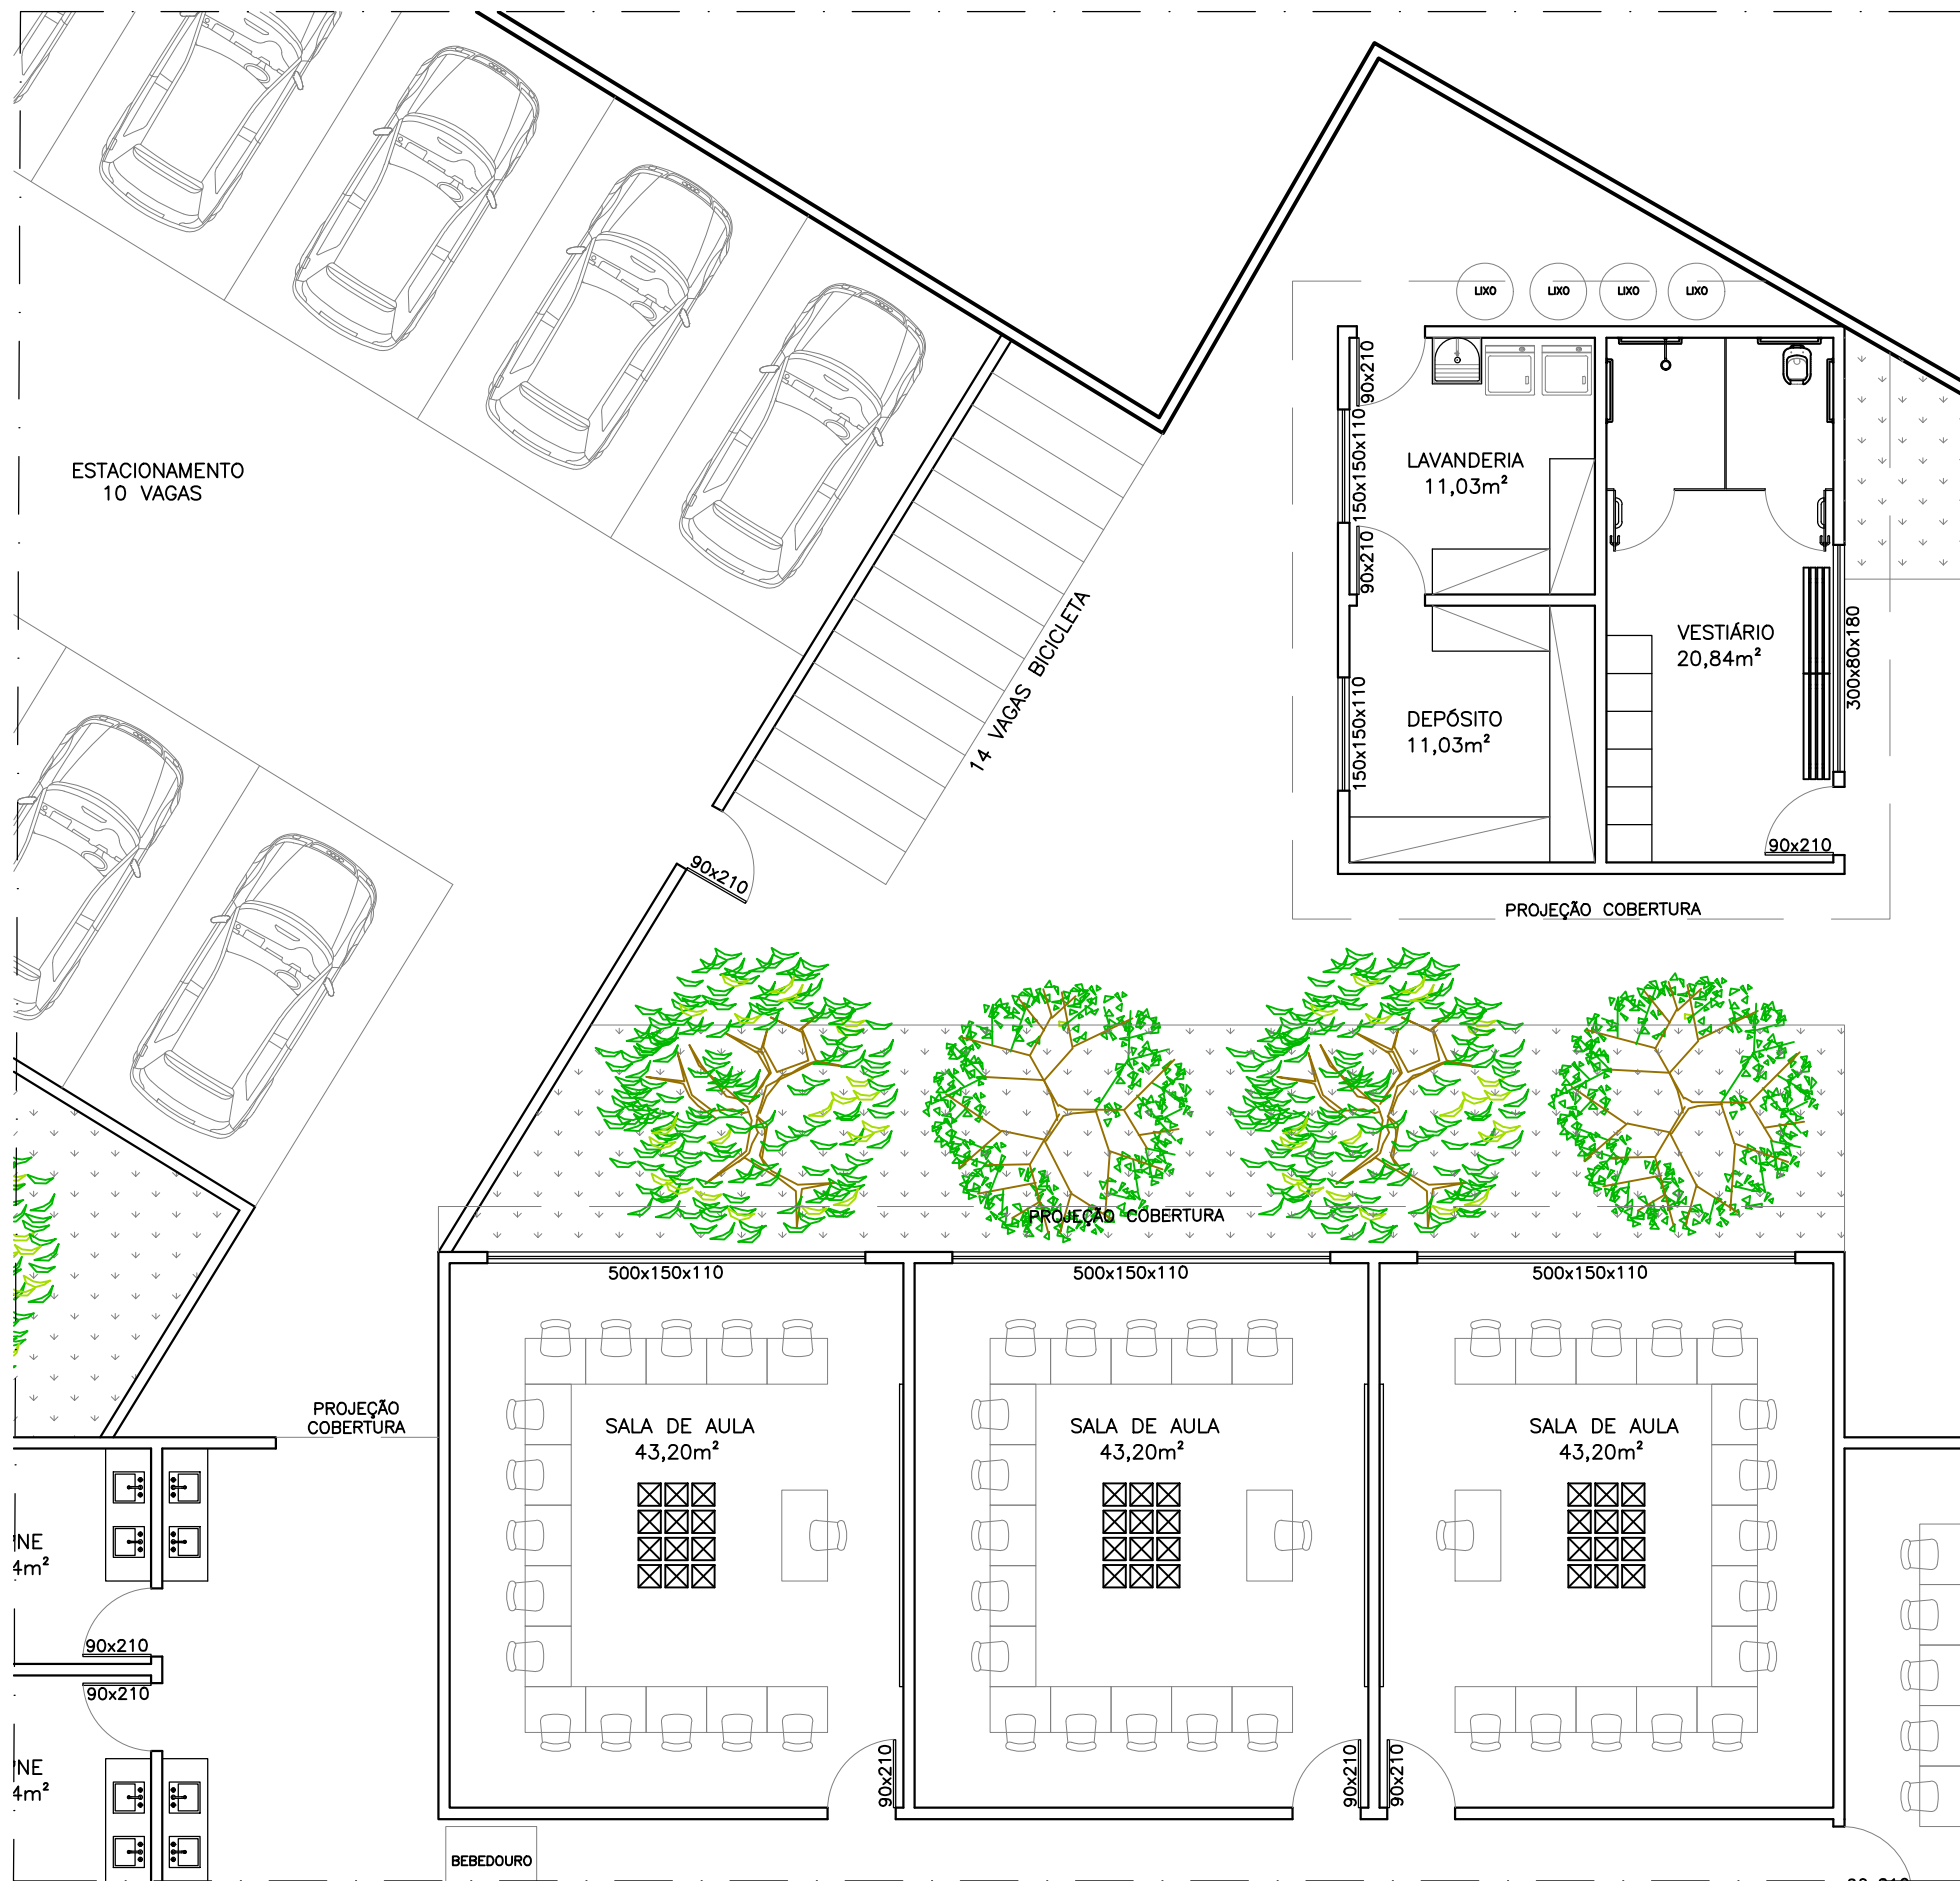 LIXO
LIXO
LIXO
LIXO
90x210
150x150x110
LAVANDERIA
11,03m²
90x210
ESTACIONAMENTO
10 VAGAS
14 VAGAS BICICLETA
VESTIÁRIO
20,84m²
300x80x180
DEPÓSITO
11,03m²
150x150x110
90x210
90x210
PROJEÇÃO COBERTURA
PROJEÇÃO COBERTURA
500x150x110
500x150x110
500x150x110
PROJEÇÃO
COBERTURA
SALA DE AULA
43,20m²
SALA DE AULA
43,20m²
SALA DE AULA
43,20m²
NE
4m²
90x210
90x210
NE
4m²
90x210
90x210
90x210
BEBEDOURO